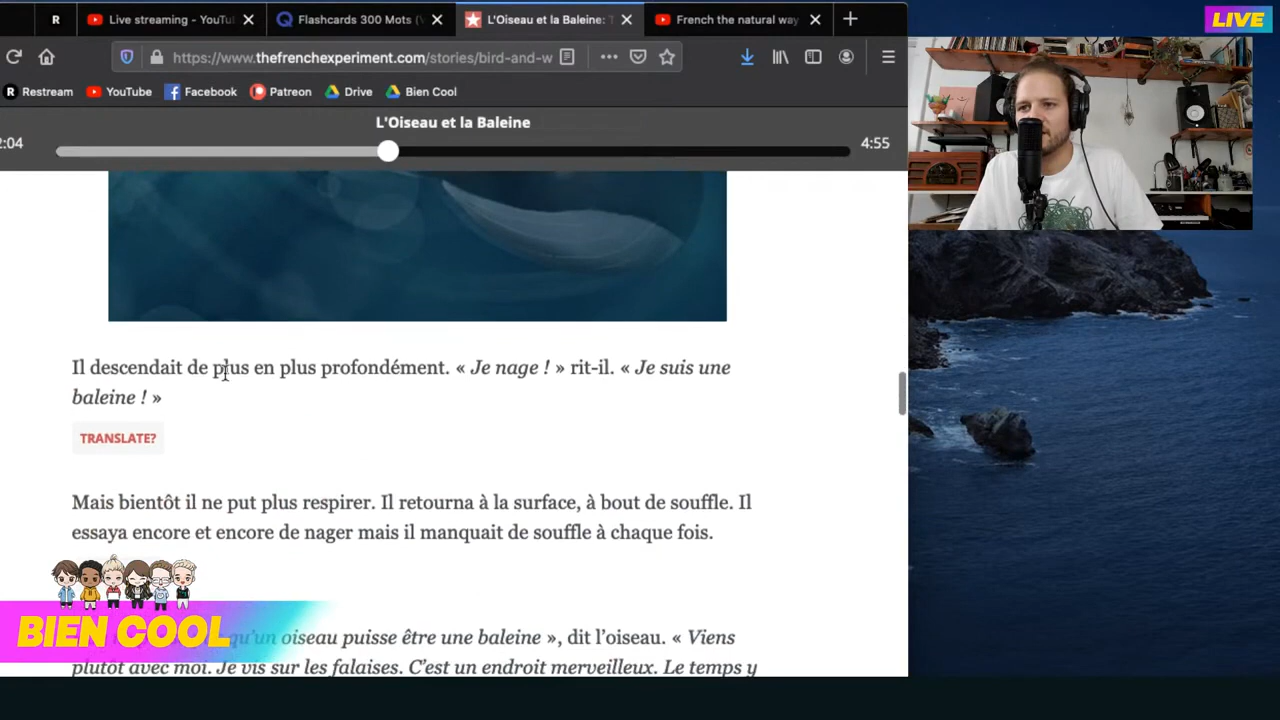 Live streaming - YouTu
Flashcards 300 Mots (
L'Oiseau et la Baleine: T
French the natural way
LIVE
https://www.thefrenchexperiment.com/stories/bird-and-w
R Restream YouTube Facebook Patreon Drive Bien Cool
L'Oiseau et la Baleine
2:04
4:55
Il descendait de plus en plus profondément. « Je nage ! » rit-il. « Je suis une
baleine ! »
TRANSLATE?
Mais bientôt il ne put plus respirer. Il retourna à la surface, à bout de souffle. Il
essaya encore et encore de nager mais il manquait de souffle à chaque fois.
BIEN COOL
qu'un oiseau puisse être une baleine », dit l'oiseau. « Viens
plutôt avec moi. Je vis sur les falaises. C'est un endroit merveilleux. Le temps y